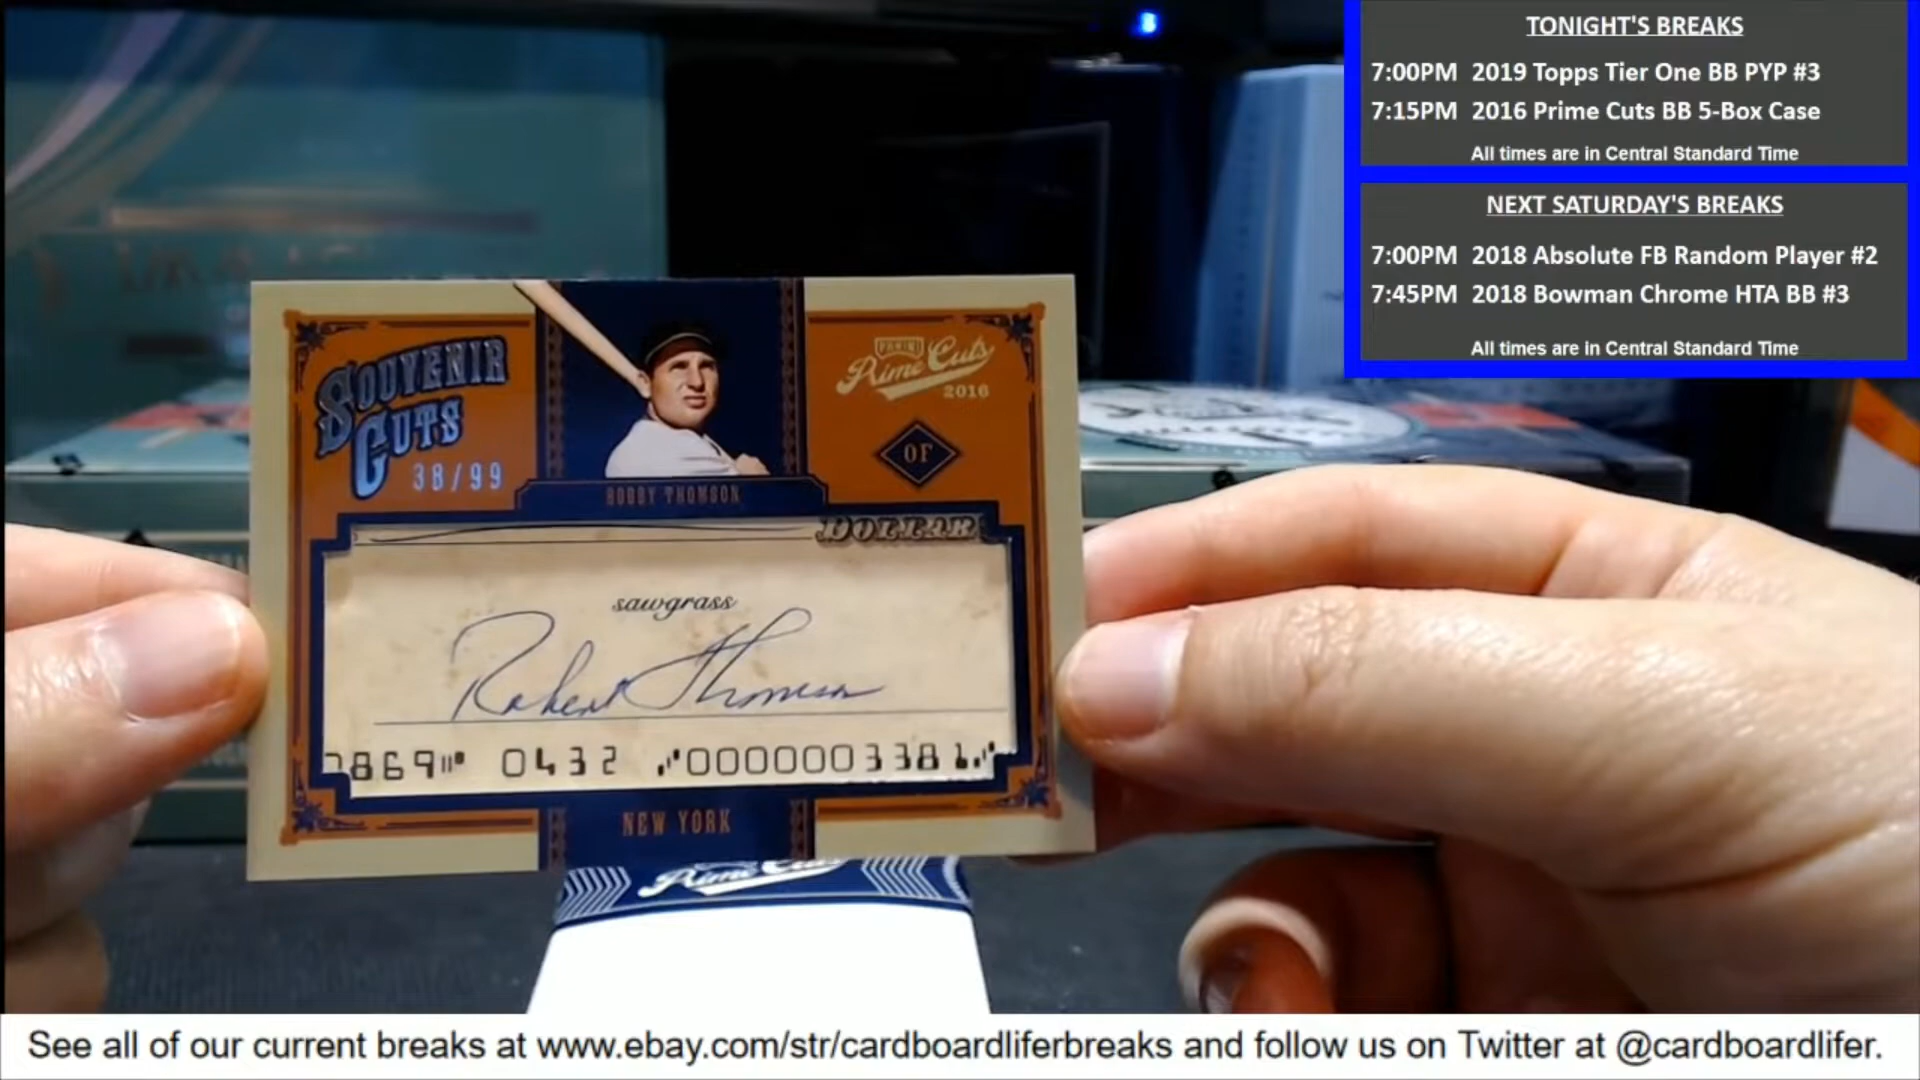 TONIGHT'S BREAKS
7:00PM 2019 Topps Tier One BB PYP #3
7:15PM 2016 Prime Cuts BB 5-Box Case
All times are in Central Standard Time
NEXT SATURDAY'S BREAKS
7:00PM 2018 Absolute FB Random Player #2
7:45PM 2018 Bowman Chrome HTA BB #3
All times are in Central Standard Time
SOUVENIR
CUTS
38/99
PANINI
Prime Cuts
2016
OF
BOBBY THOMSON
DOLLAR
sawgrass
Robert Thomson
7869 0432 0000003381
NEW YORK
Prime Cuts
See all of our current breaks at www.ebay.com/str/cardboardliferbreaks and follow us on Twitter at @cardboardlifer.